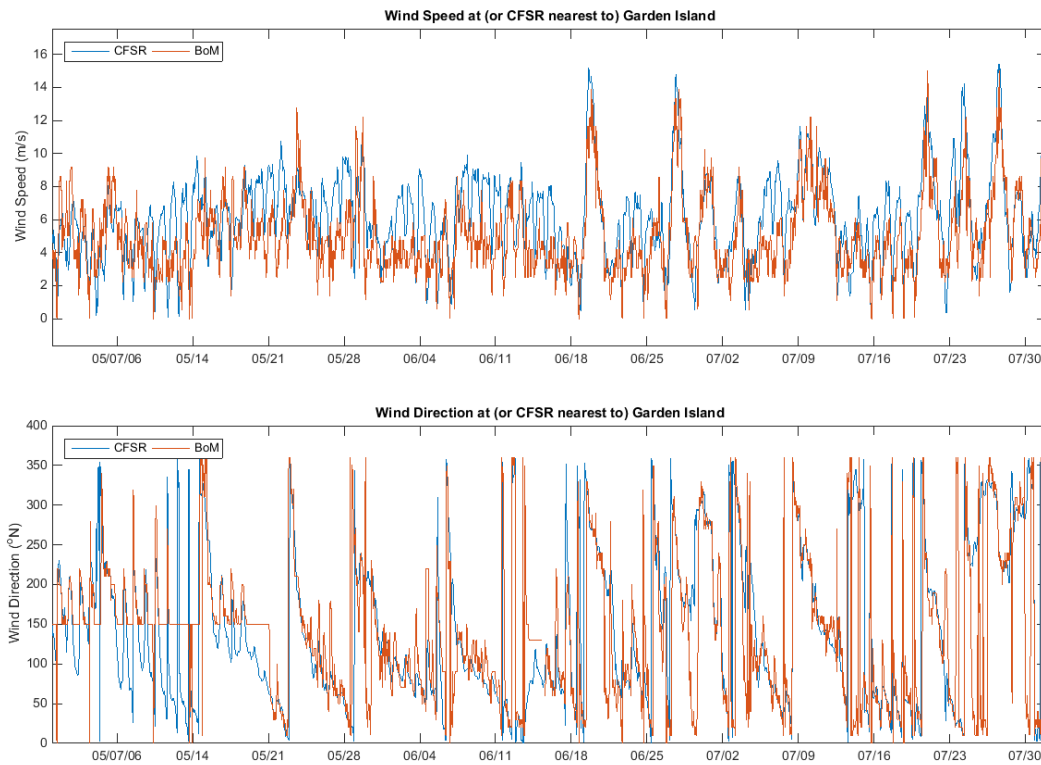 Wind Speed at (or CFSR nearest to) Garden Island
CFSR BoM
Wind Speed (m/s)
16
14
12
10
8
6
4
2
0
05/07/06 05/14 05/21 05/28 06/04 06/11 06/18 06/25 07/02 07/09 07/16 07/23 07/30
Wind Direction at (or CFSR nearest to) Garden Island
CFSR BoM
Wind Direction (°N)
400
350
300
250
200
150
100
50
0
05/07/06 05/14 05/21 05/28 06/04 06/11 06/18 06/25 07/02 07/09 07/16 07/23 07/30